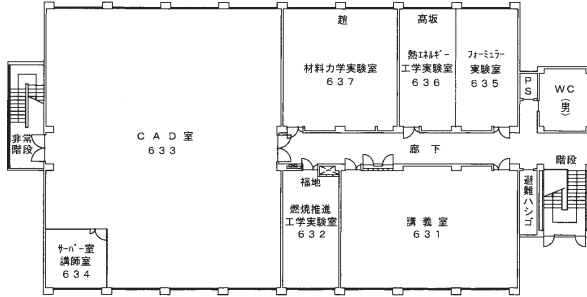 趙
材料力学実験室
637
髙坂
熱エネルギー
工学実験室
636
フォーミュラー
実験室
635
PS
WC
(男)
非常
階段
CAD室
633
廊下
階段
避難ハシゴ
福地
燃焼推進
工学実験室
632
講義室
631
サーバー室
講師室
634